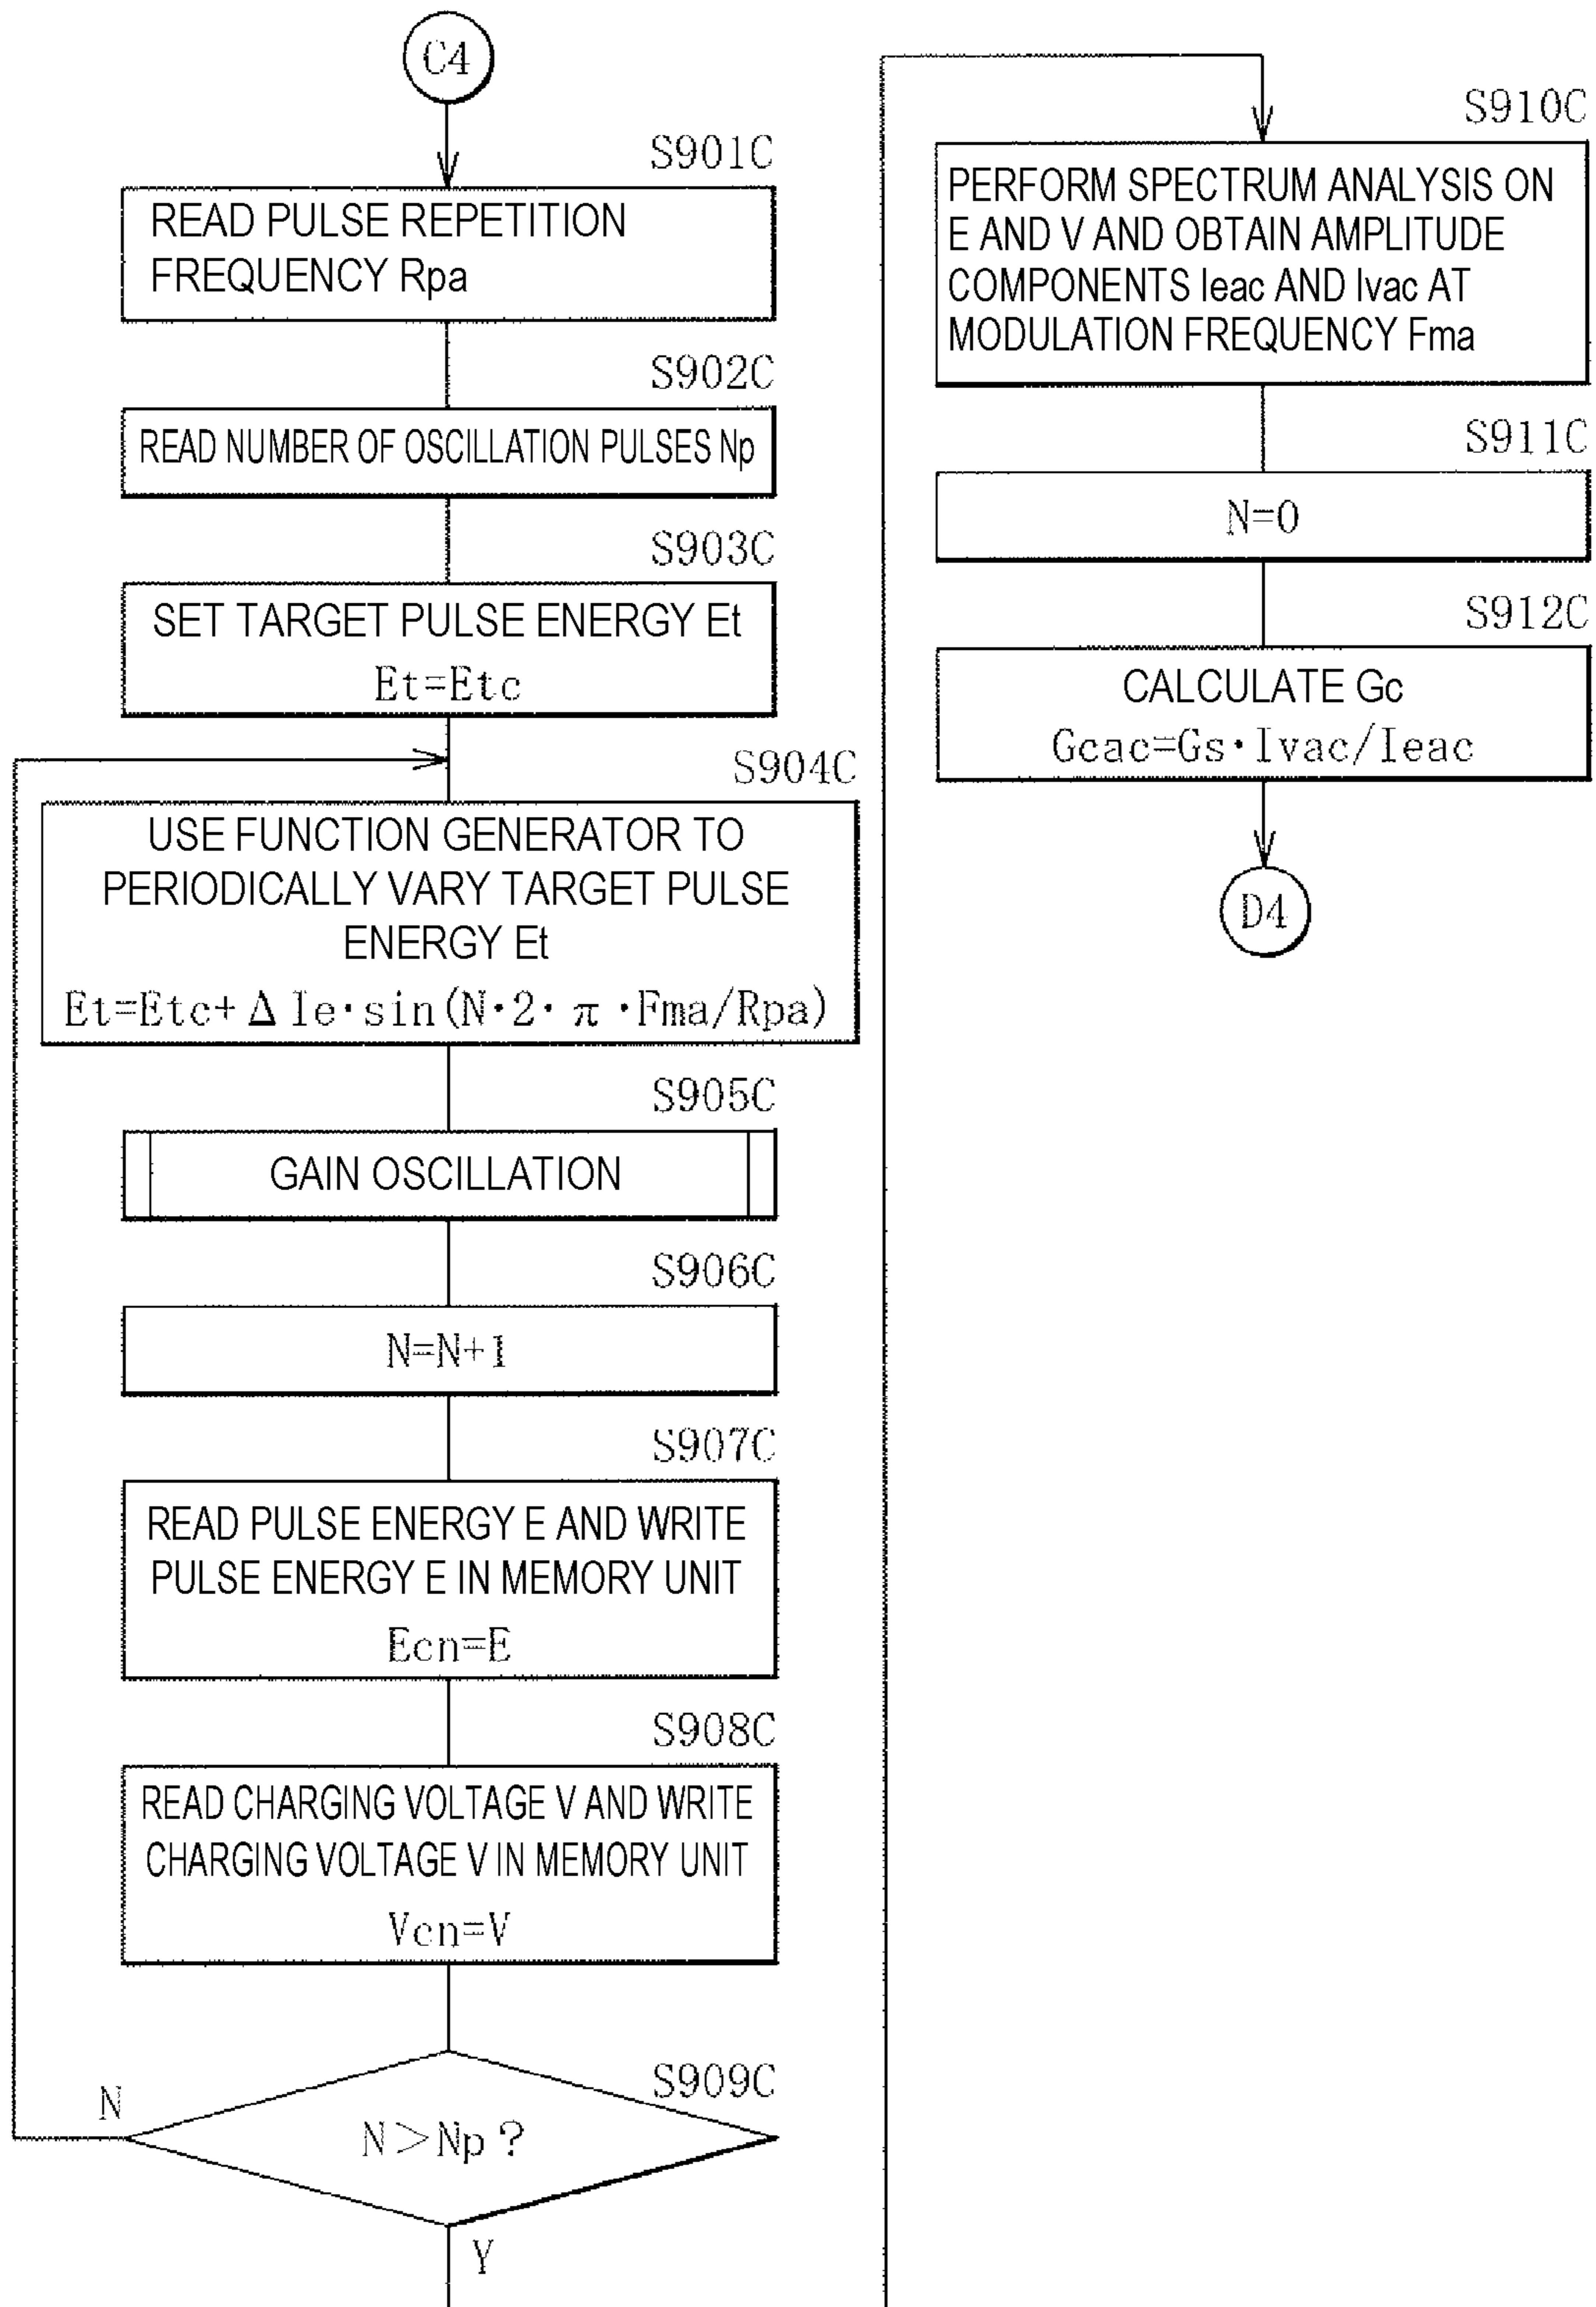 C4
S901C
READ PULSE REPETITION
FREQUENCY Rpa
S902C
READ NUMBER OF OSCILLATION PULSES Np
S903C
SET TARGET PULSE ENERGY Et
Et=Etc
S904C
USE FUNCTION GENERATOR TO
PERIODICALLY VARY TARGET PULSE
ENERGY Et
Et=Etc+ΔIe·sin(N·2·π·Fma/Rpa)
S905C
GAIN OSCILLATION
S906C
N=N+1
S907C
READ PULSE ENERGY E AND WRITE
PULSE ENERGY E IN MEMORY UNIT
Ecn=E
S908C
READ CHARGING VOLTAGE V AND WRITE
CHARGING VOLTAGE V IN MEMORY UNIT
Vcn=V
S909C
N
N>Np?
Y
S910C
PERFORM SPECTRUM ANALYSIS ON
E AND V AND OBTAIN AMPLITUDE
COMPONENTS Ieac AND Ivac AT
MODULATION FREQUENCY Fma
S911C
N=0
S912C
CALCULATE Gc
Gcac=Gs·Ivac/Ieac
D4